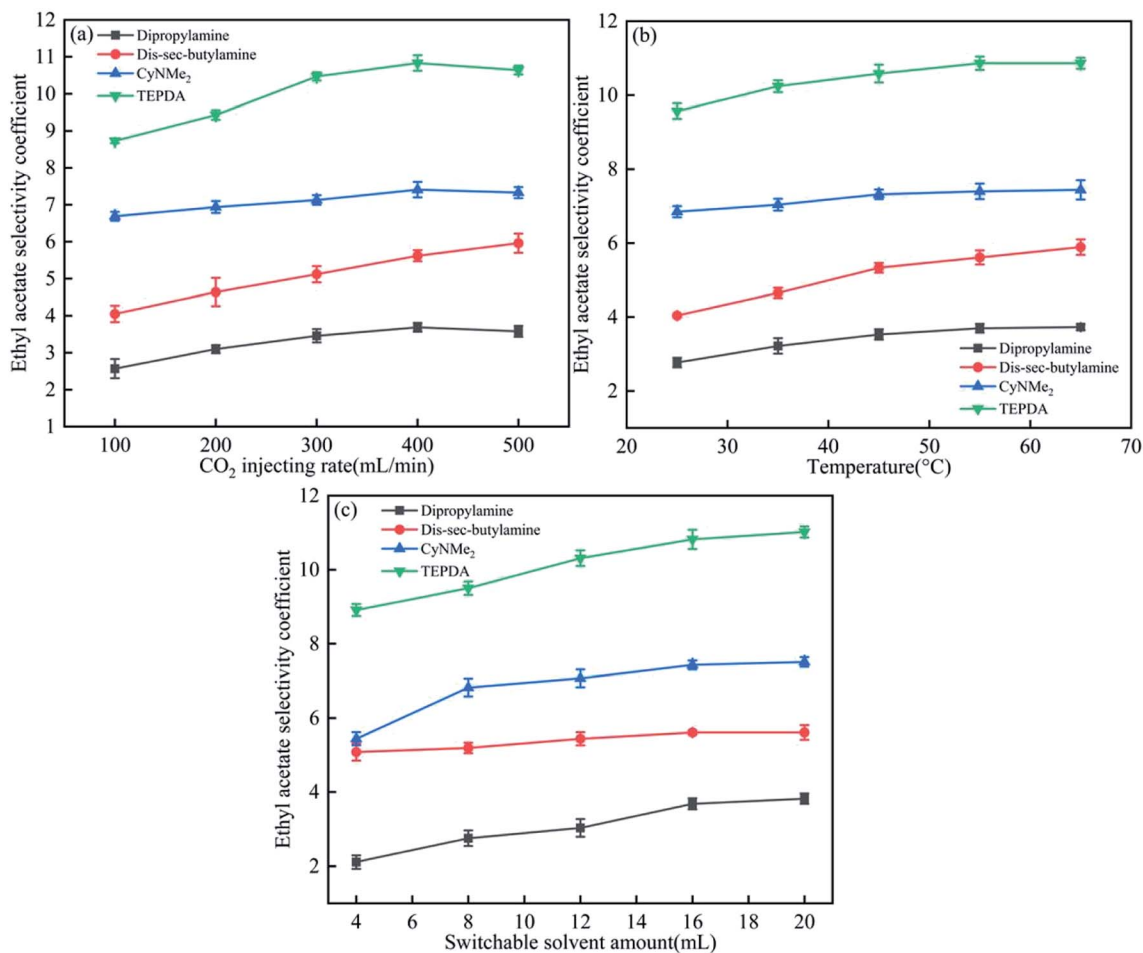 (a)
Dipropylamine
Dis-sec-butylamine
CyNMe₂
TEPDA
Ethyl acetate selectivity coefficient
12
11
10
9
8
7
6
5
4
3
2
1
100 200 300 400 500
CO₂ injecting rate(mL/min)
(b)
Ethyl acetate selectivity coefficient
12
10
8
6
4
2
Dipropylamine
Dis-sec-butylamine
CyNMe₂
TEPDA
20 30 40 50 60 70
Temperature(°C)
(c)
Dipropylamine
Dis-sec-butylamine
CyNMe₂
TEPDA
Ethyl acetate selectivity coefficient
12
10
8
6
4
2
4 6 8 10 12 14 16 18 20
Switchable solvent amount(mL)